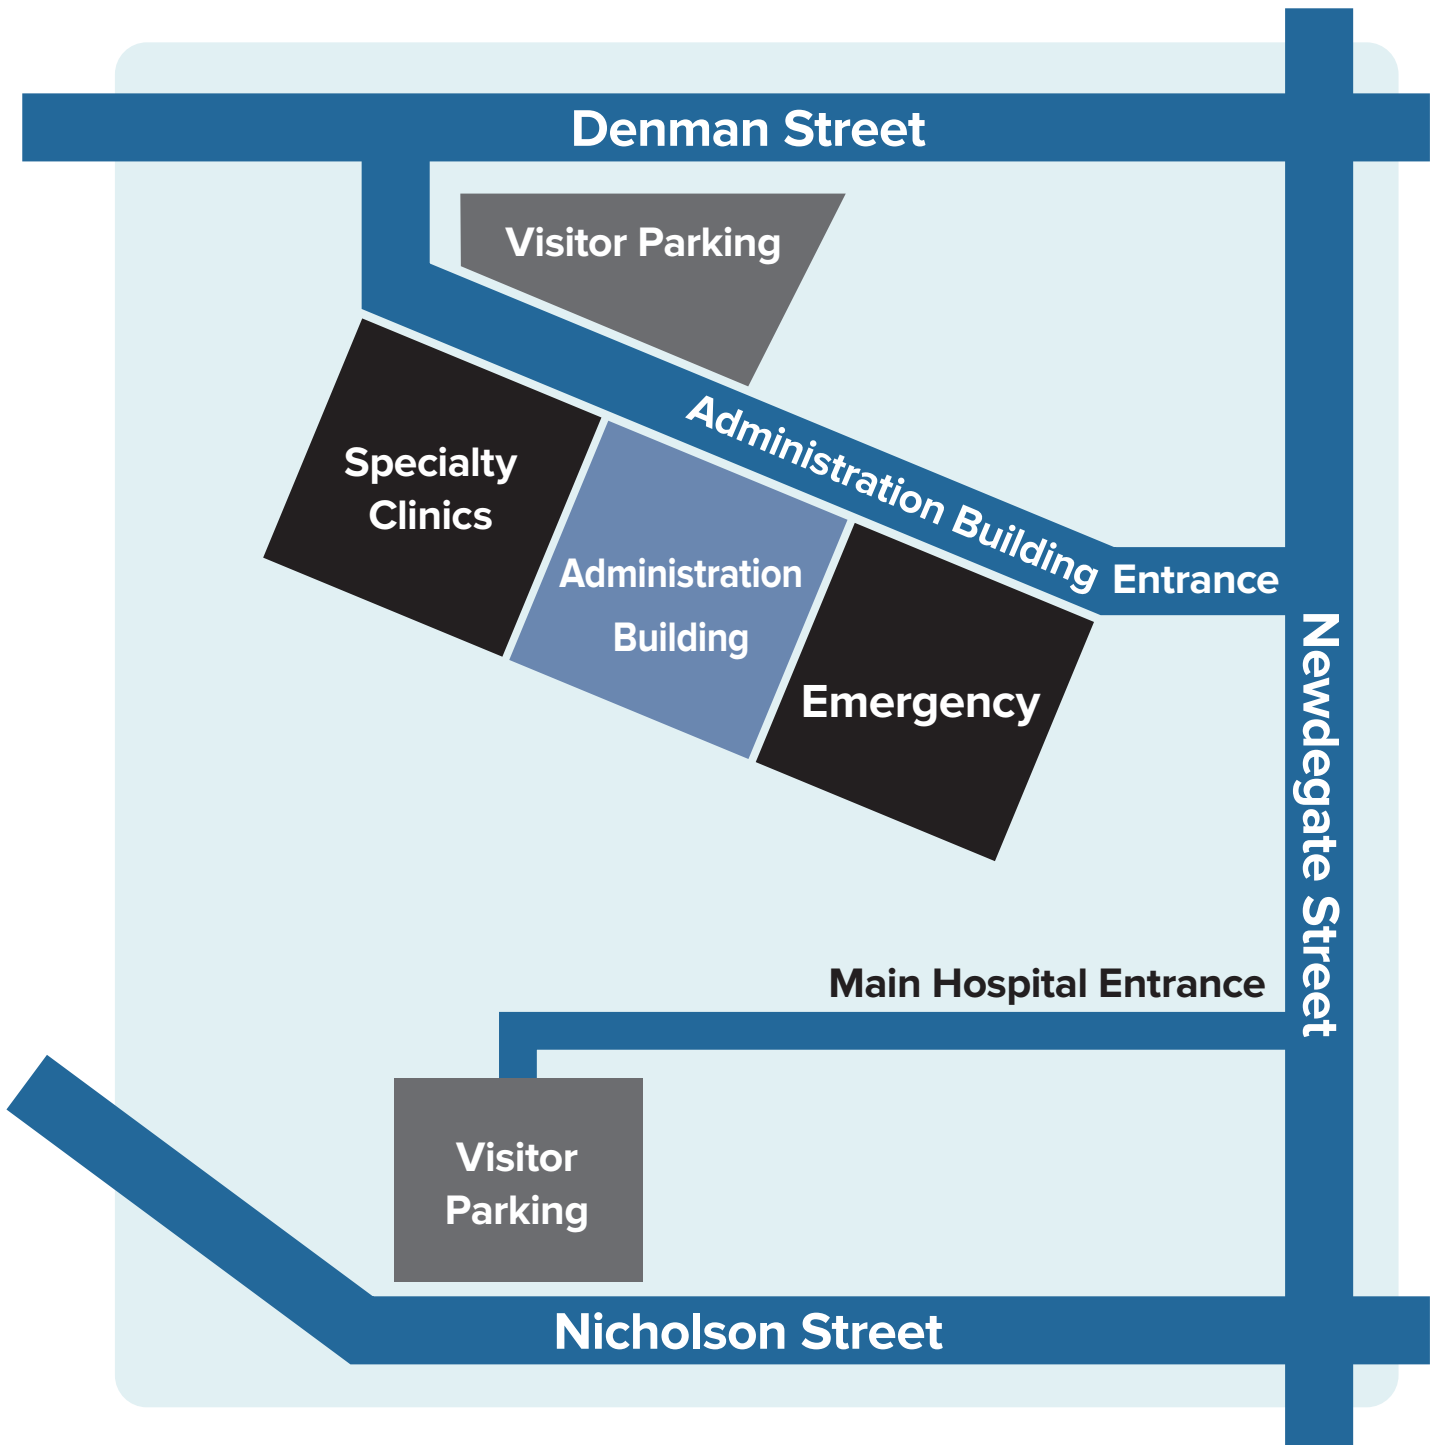 Denman Street
Visitor Parking
Administration Building Entrance
Specialty
Clinics
Administration
Building
Emergency
Newdegate Street
Main Hospital Entrance
Visitor
Parking
Nicholson Street